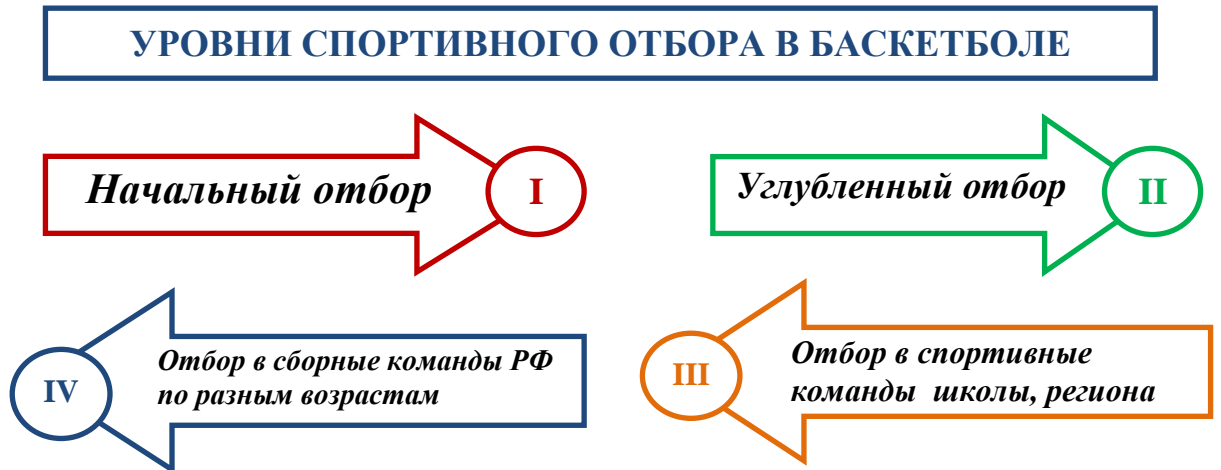 УРОВНИ СПОРТИВНОГО ОТБОРА В БАСКЕТБОЛЕ
Начальный отбор
I
Углубленный отбор
II
Отбор в спортивные
команды школы, региона
III
Отбор в сборные команды РФ
по разным возрастам
IV